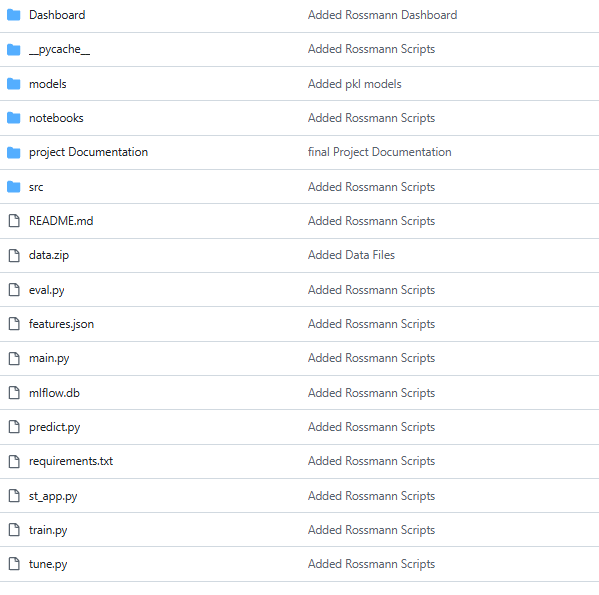 Dashboard Added Rossmann Dashboard
__pycache__ Added Rossmann Scripts
models Added pkl models
notebooks Added Rossmann Scripts
project Documentation final Project Documentation
src Added Rossmann Scripts
README.md Added Rossmann Scripts
data.zip Added Data Files
eval.py Added Rossmann Scripts
features.json Added Rossmann Scripts
main.py Added Rossmann Scripts
mlflow.db Added Rossmann Scripts
predict.py Added Rossmann Scripts
requirements.txt Added Rossmann Scripts
st_app.py Added Rossmann Scripts
train.py Added Rossmann Scripts
tune.py Added Rossmann Scripts